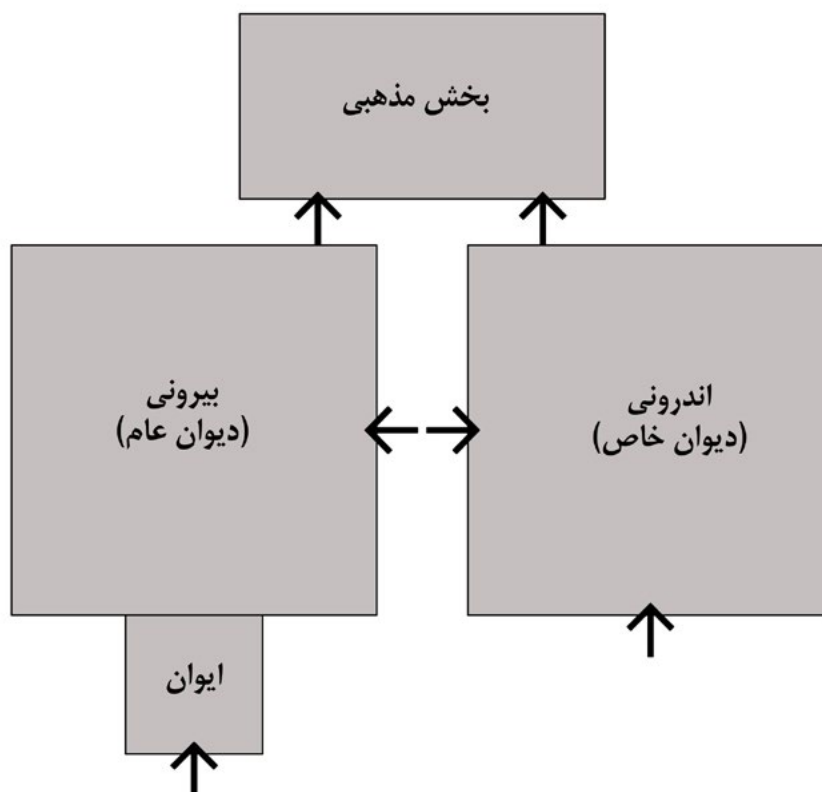 بخش مذهبی
اندرونی
(دیوان خاص)
بیرونی
(دیوان عام)
ایوان